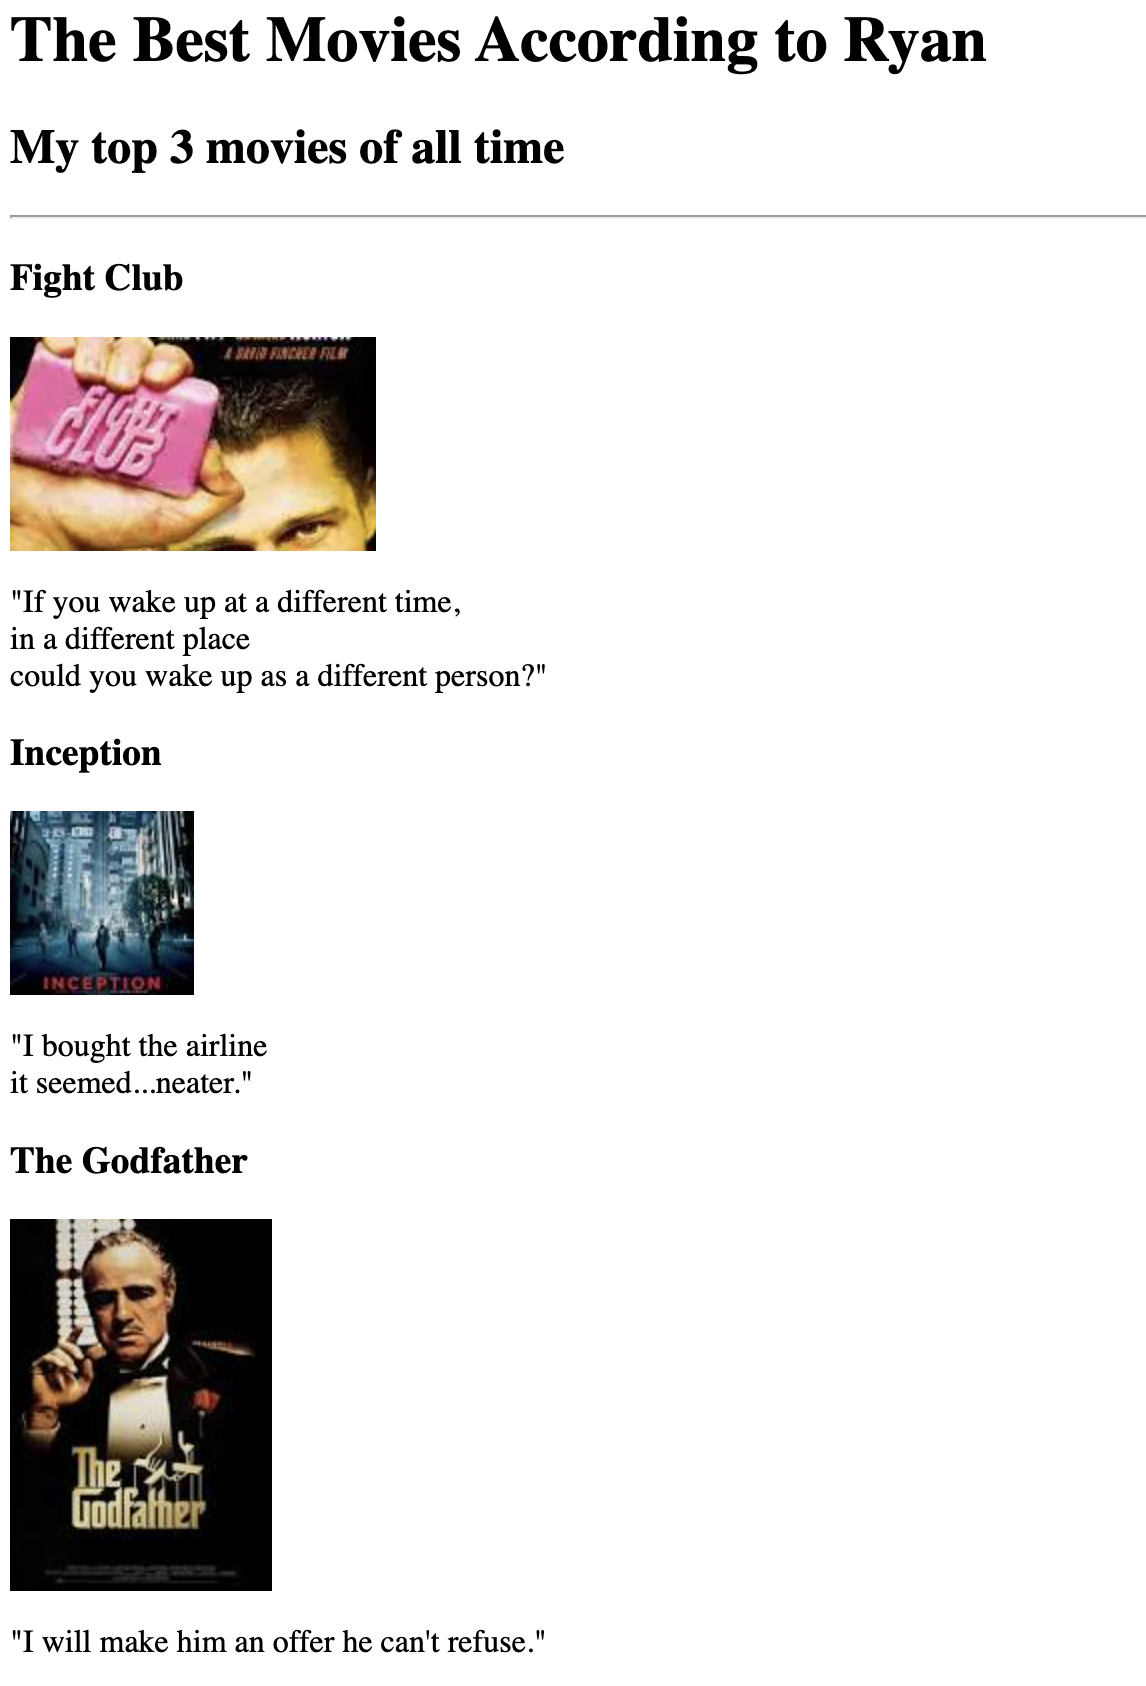 The Best Movies According to Ryan
My top 3 movies of all time
Fight Club
A DAVID FINCHER FILM
FIGHT
CLUB
"If you wake up at a different time,
in a different place
could you wake up as a different person?"
Inception
INCEPTION
"I bought the airline
it seemed...neater."
The Godfather
The
Godfather
"I will make him an offer he can't refuse."